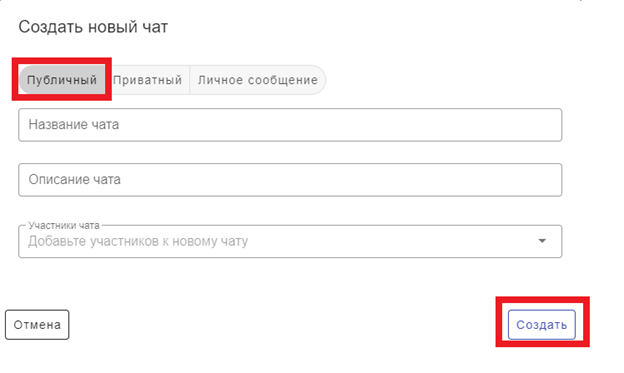 Создать новый чат
Публичный Приватный Личное сообщение
Название чата
Описание чата
Участники чата
Добавьте участников к новому чату
Отмена Создать